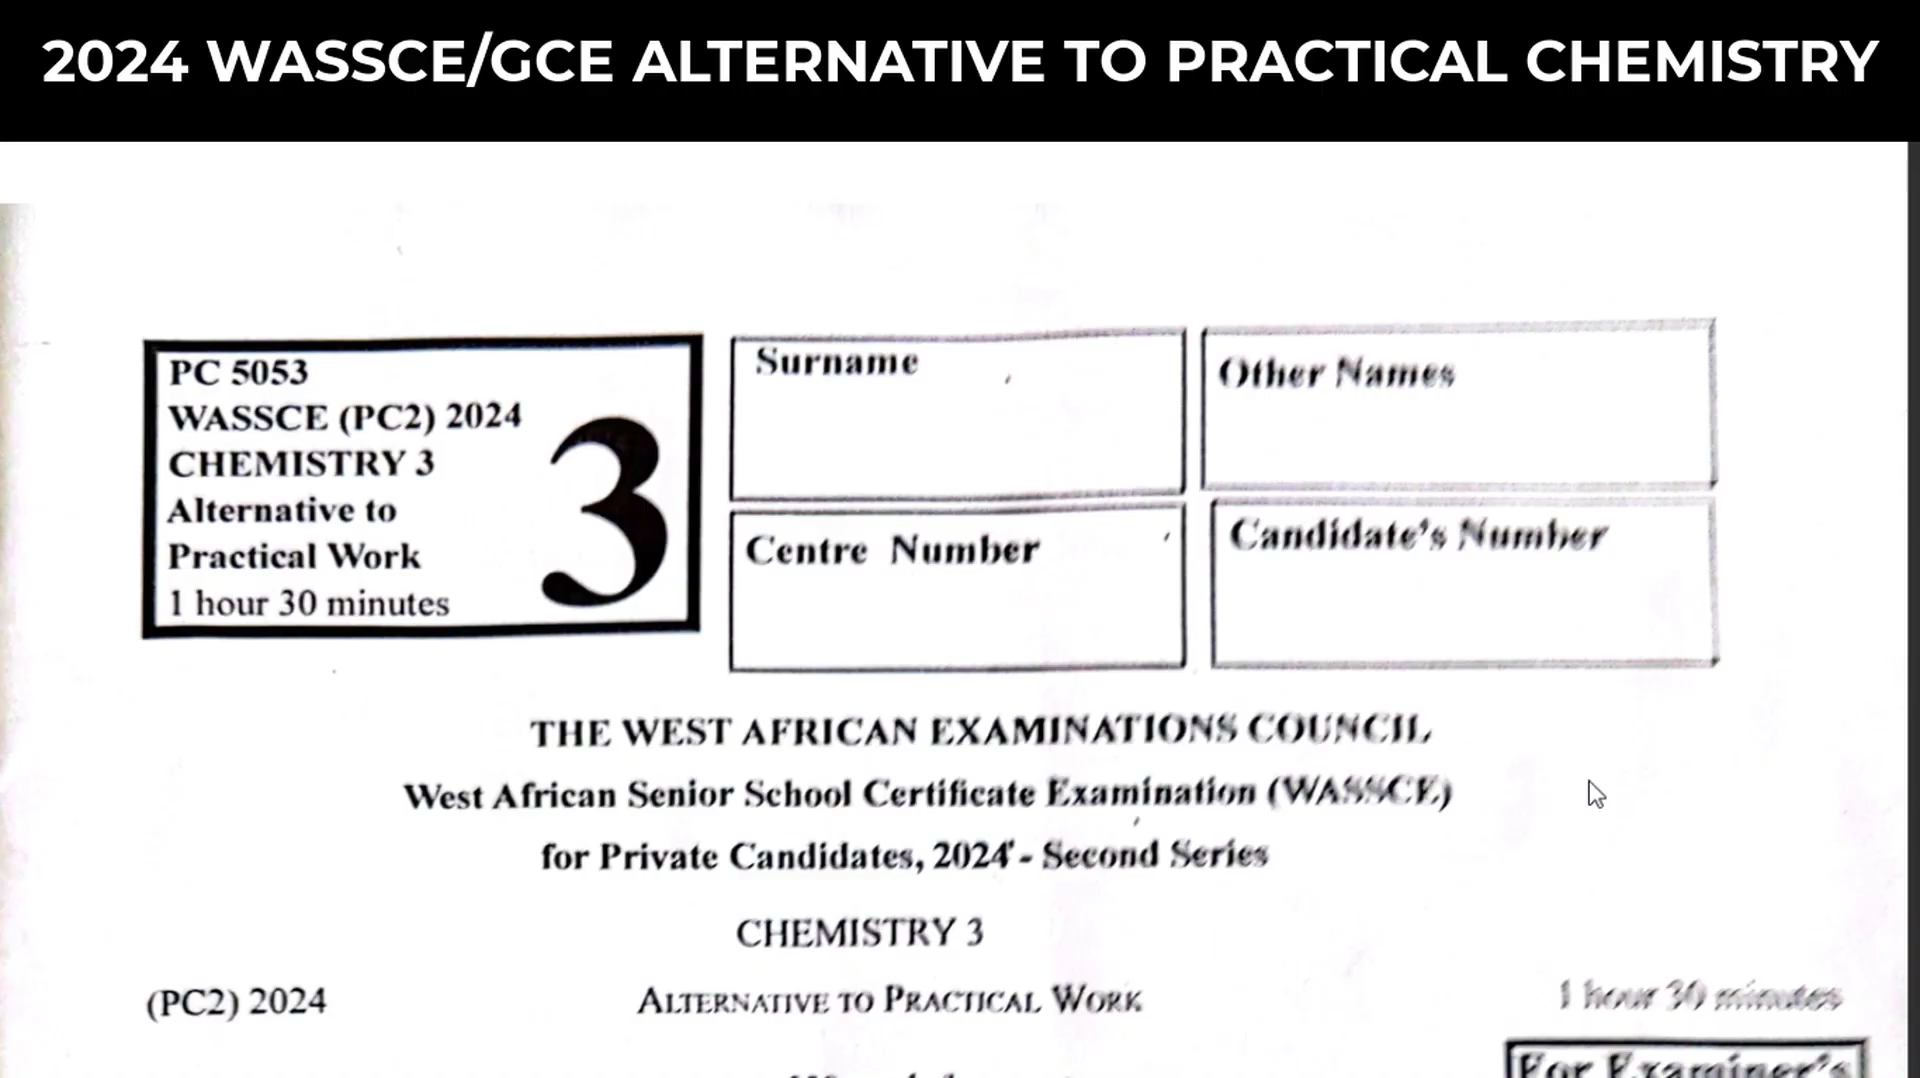 2024 WASSCE/GCE ALTERNATIVE TO PRACTICAL CHEMISTRY
PC 5053
WASSCE (PC2) 2024
CHEMISTRY 3
Alternative to
Practical Work
1 hour 30 minutes
3
Surname
Other Names
Centre Number
Candidate's Number
THE WEST AFRICAN EXAMINATIONS COUNCIL
West African Senior School Certificate Examination (WASSCE)
for Private Candidates, 2024 - Second Series
CHEMISTRY 3
(PC2) 2024
ALTERNATIVE TO PRACTICAL WORK
1 hour 30 minutes
For Examiner's